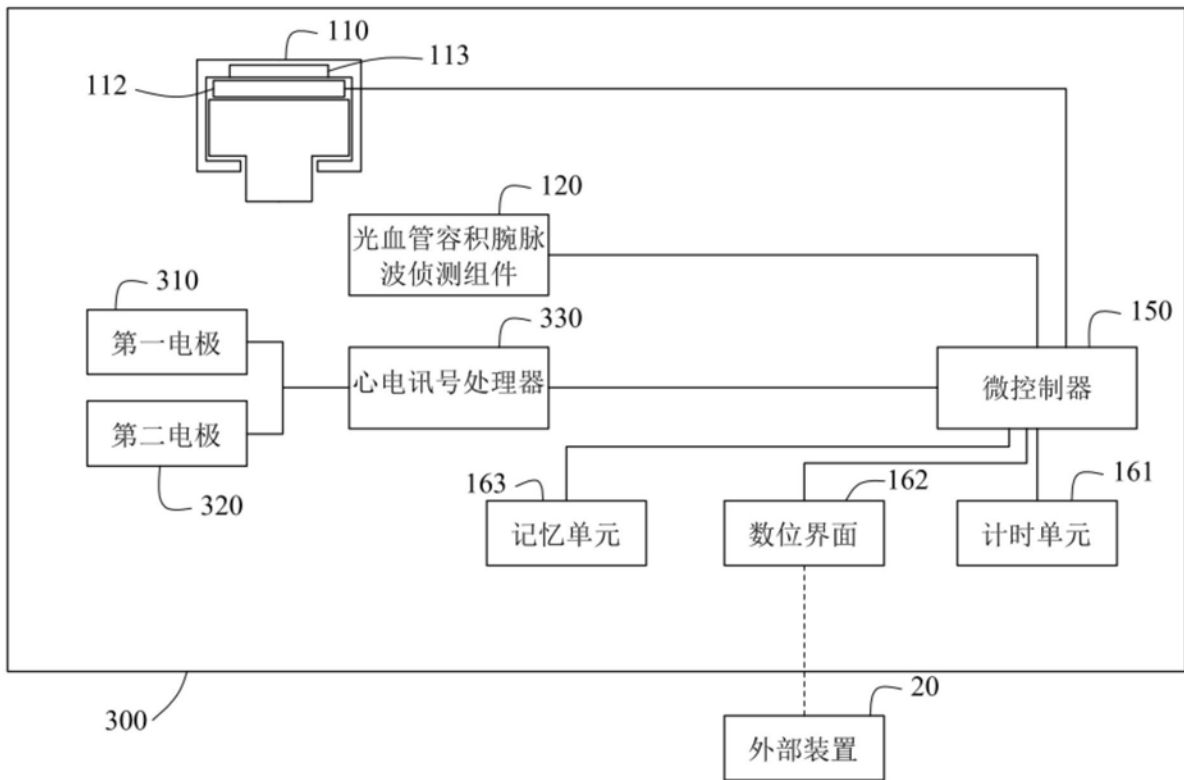 110
113
112
120
光血管容积腕脉
波侦测组件
310
第一电极
330
心电讯号处理器
150
微控制器
第二电极
320
163
记忆单元
162
数位界面
161
计时单元
300
20
外部装置